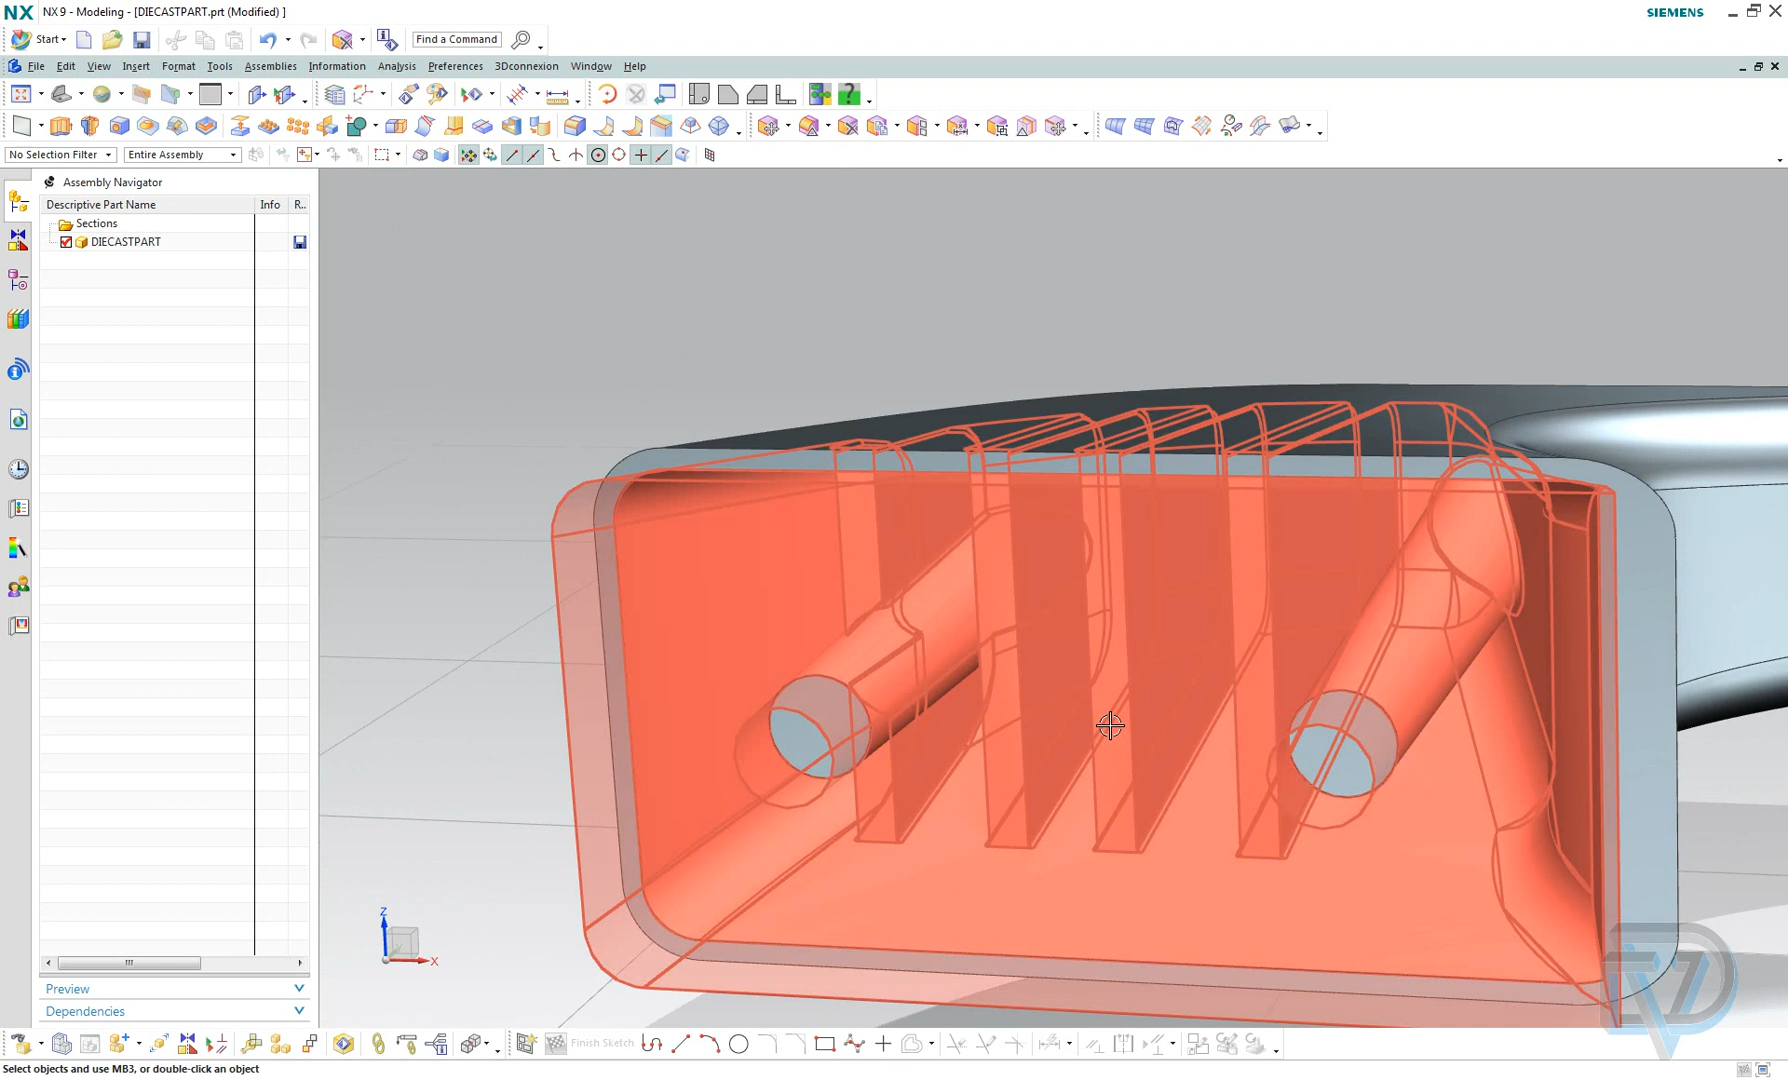 NX NX 9 - Modeling - [DIECASTPART.prt (Modified) ] SIEMENS
Start Find a Command
File Edit View Insert Format Tools Assemblies Information Analysis Preferences 3Dconnexion Window Help
No Selection Filter Entire Assembly
Assembly Navigator
Descriptive Part Name Info R..
Sections
DIECASTPART
Z
X
Preview
Dependencies
Finish Sketch
Select objects and use MB3, or double-click an object